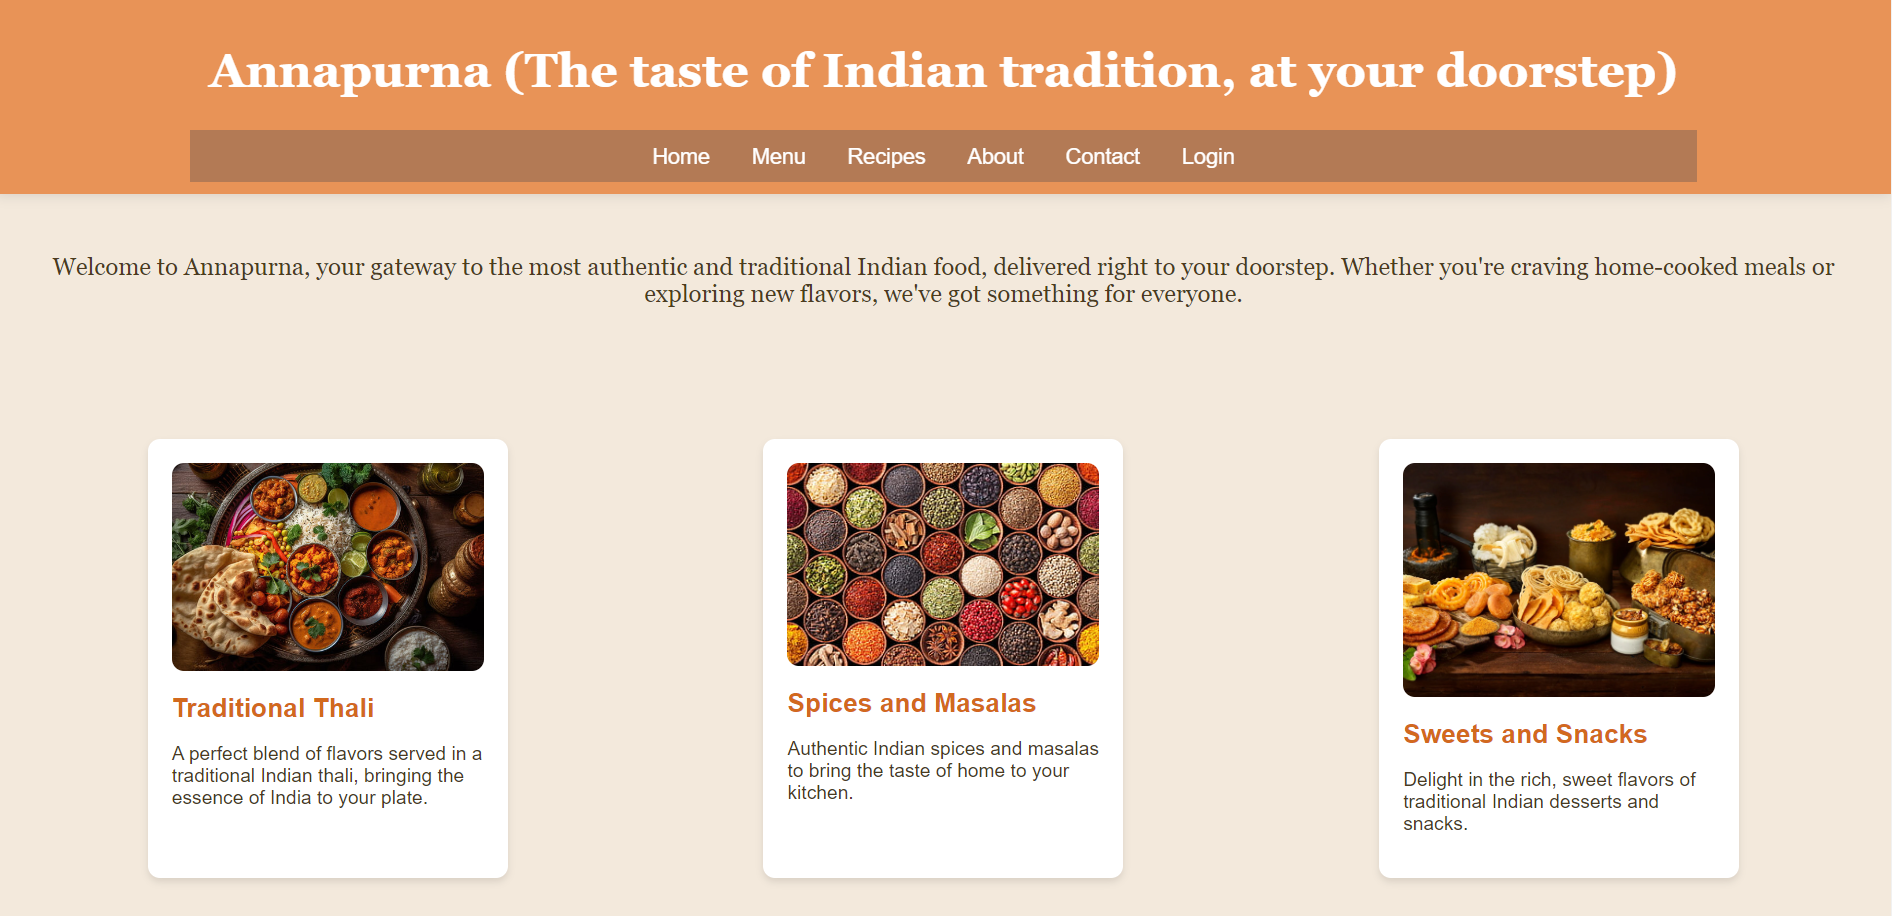 Annapurna (The taste of Indian tradition, at your doorstep)
Home Menu Recipes About Contact Login
Welcome to Annapurna, your gateway to the most authentic and traditional Indian food, delivered right to your doorstep. Whether you're craving home-cooked meals or
exploring new flavors, we've got something for everyone.
Traditional Thali
A perfect blend of flavors served in a
traditional Indian thali, bringing the
essence of India to your plate.
Spices and Masalas
Authentic Indian spices and masalas
to bring the taste of home to your
kitchen.
Sweets and Snacks
Delight in the rich, sweet flavors of
traditional Indian desserts and
snacks.